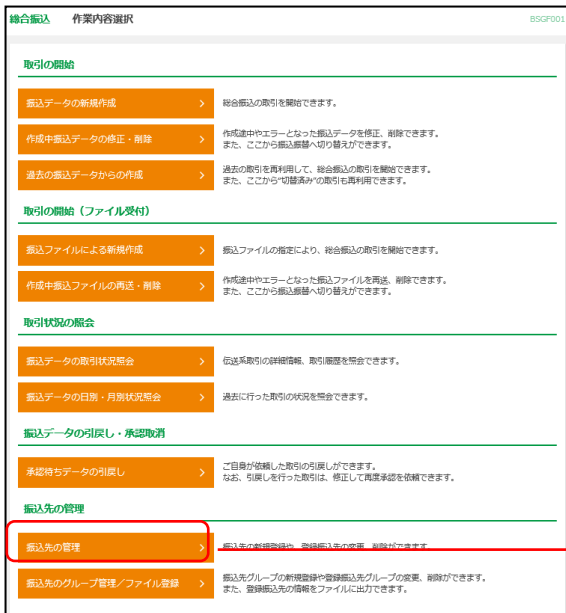 総合振込　作業内容選択　BSGF001
取引の開始
振込データの新規作成　総合振込の取引を開始できます。
作成中振込データの修正・削除　作成途中やエラーとなった振込データを修正、削除できます。
また、ここから振込振替へ切り替えができます。
過去の振込データからの作成　過去の取引を再利用して、総合振込の取引を開始できます。
また、ここから"切替済み"の取引も再利用できます。
取引の開始（ファイル受付）
振込ファイルによる新規作成　振込ファイルの指定により、総合振込の取引を開始できます。
作成中振込ファイルの再送・削除　作成途中やエラーとなった振込ファイルを再送、削除できます。
また、ここから振込振替へ切り替えができます。
取引状況の照会
振込データの取引状況照会　伝送系取引の詳細情報、取引履歴を照会できます。
振込データの日別・月別状況照会　過去に行った取引の状況を照会できます。
振込データの引戻し・承認取消
承認待ちデータの引戻し　ご自身が依頼した取引の引戻しができます。
なお、引戻しを行った取引は、修正して再度承認を依頼できます。
振込先の管理
振込先の管理　振込先の新規登録や、登録振込先の変更、削除ができます。
振込先のグループ管理／ファイル登録　振込先グループの新規登録や登録振込先グループの変更、削除ができます。
また、登録振込先の情報をファイルに出力できます。